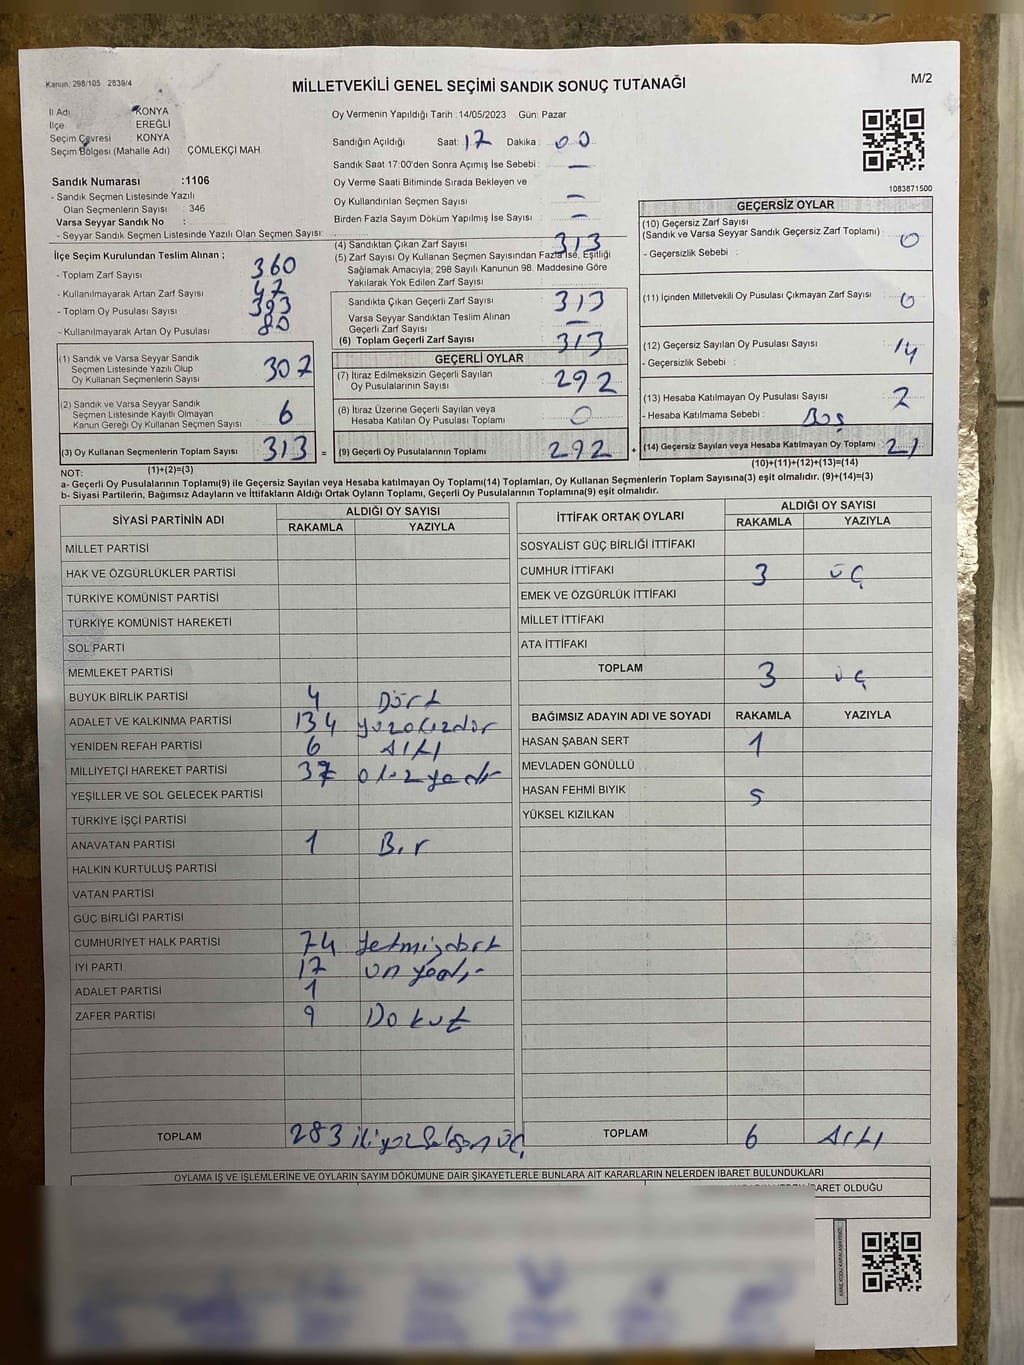 Kanun: 298/105 2839/4
MİLLETVEKİLİ GENEL SEÇİMİ SANDIK SONUÇ TUTANAĞI
M/2
İl Adı KONYA
İlçe EREĞLİ
Seçim Çevresi KONYA
Seçim Bölgesi (Mahalle Adı) : ÇÖMLEKÇİ MAH.
Sandık Numarası :1106
- Sandık Seçmen Listesinde Yazılı
Olan Seçmenlerin Sayısı : 346
Varsa Seyyar Sandık No :
- Seyyar Sandık Seçmen Listesinde Yazılı Olan Seçmen Sayısı:
Oy Vermenin Yapıldığı Tarih :14/05/2023 Gün: Pazar
Sandığın Açıldığı Saat: 17 Dakika : 00
Sandık Saat 17:00'den Sonra Açımış İse Sebebi : —
Oy Verme Saati Bitiminde Sırada Bekleyen ve
Oy Kullandırılan Seçmen Sayısı : —
Birden Fazla Sayım Döküm Yapılmış İse Sayısı : —
1083871500
İlçe Seçim Kurulundan Teslim Alınan ;
- Toplam Zarf Sayısı : 360
- Kullanılmayarak Artan Zarf Sayısı : 47
- Toplam Oy Pusulası Sayısı : 393
- Kullanılmayarak Artan Oy Pusulası : 80
(1) Sandık ve Varsa Seyyar Sandık
Seçmen Listesinde Yazılı Olup
Oy Kullanan Seçmenlerin Sayısı 307
(2) Sandık ve Varsa Seyyar Sandık
Seçmen Listesinde Kayıtlı Olmayan
Kanun Gereği Oy Kullanan Seçmen Sayısı 6
(3) Oy Kullanan Seçmenlerin Toplam Sayısı 313 =
(4) Sandıktan Çıkan Zarf Sayısı 313
(5) Zarf Sayısı Oy Kullanan Seçmen Sayısından Fazla İse, Eşitliği
Sağlamak Amacıyla; 298 Sayılı Kanunun 98. Maddesine Göre
Yakılarak Yok Edilen Zarf Sayısı
Sandıkta Çıkan Geçerli Zarf Sayısı 313
Varsa Seyyar Sandıktan Teslim Alınan
Geçerli Zarf Sayısı —
(6) Toplam Geçerli Zarf Sayısı 313
GEÇERLİ OYLAR
(7) İtiraz Edilmeksizin Geçerli Sayılan
Oy Pusulalarının Sayısı 292
(8) İtiraz Üzerine Geçerli Sayılan veya
Hesaba Katılan Oy Pusulası Toplamı 0
(9) Geçerli Oy Pusulalarının Toplamı 292 +
GEÇERSİZ OYLAR
(10) Geçersiz Zarf Sayısı
(Sandık ve Varsa Seyyar Sandık Geçersiz Zarf Toplamı) : 0
- Geçersizlik Sebebi :
(11) İçinden Milletvekili Oy Pusulası Çıkmayan Zarf Sayısı : 0
(12) Geçersiz Sayılan Oy Pusulası Sayısı : 14
- Geçersizlik Sebebi :
(13) Hesaba Katılmayan Oy Pusulası Sayısı : 2
- Hesaba Katılmama Sebebi : Boş
(14) Geçersiz Sayılan veya Hesaba Katılmayan Oy Toplamı 21
NOT: (1)+(2)=(3)
(10)+(11)+(12)+(13)=(14)
a- Geçerli Oy Pusulalarının Toplamı(9) ile Geçersiz Sayılan veya Hesaba katılmayan Oy Toplamı(14) Toplamları, Oy Kullanan Seçmenlerin Toplam Sayısına(3) eşit olmalıdır. (9)+(14)=(3)
b- Siyasi Partilerin, Bağımsız Adayların ve İttifakların Aldığı Ortak Oyların Toplamı, Geçerli Oy Pusulalarının Toplamına(9) eşit olmalıdır.
SİYASİ PARTİNİN ADI ALDIĞI OY SAYISI
RAKAMLA YAZIYLA
MİLLET PARTİSİ
HAK VE ÖZGÜRLÜKLER PARTİSİ
TÜRKİYE KOMÜNİST PARTİSİ
TÜRKİYE KOMÜNİST HAREKETİ
SOL PARTİ
MEMLEKET PARTİSİ
BÜYÜK BİRLİK PARTİSİ 4 Dört
ADALET VE KALKINMA PARTİSİ 134 yüzotuzdör
YENİDEN REFAH PARTİSİ 6 Altı
MİLLİYETÇİ HAREKET PARTİSİ 37 otuzyedi
YEŞİLLER VE SOL GELECEK PARTİSİ
TÜRKİYE İŞÇİ PARTİSİ
ANAVATAN PARTİSİ 1 Bir
HALKIN KURTULUŞ PARTİSİ
VATAN PARTİSİ
GÜÇ BİRLİĞİ PARTİSİ
CUMHURİYET HALK PARTİSİ 74 yetmişdört
İYİ PARTİ 17 on yedi
ADALET PARTİSİ 1
ZAFER PARTİSİ 9 Dokuz
TOPLAM 283 ikiyüzSeksenüç
İTTİFAK ORTAK OYLARI ALDIĞI OY SAYISI
RAKAMLA YAZIYLA
SOSYALİST GÜÇ BİRLİĞİ İTTİFAKI
CUMHUR İTTİFAKI 3 ÜÇ
EMEK VE ÖZGÜRLÜK İTTİFAKI
MİLLET İTTİFAKI
ATA İTTİFAKI
TOPLAM 3 üç
BAĞIMSIZ ADAYIN ADI VE SOYADI RAKAMLA YAZIYLA
HASAN ŞABAN SERT 1
MEVLADEN GÖNÜLLÜ
HASAN FEHMİ BIYIK 5
YÜKSEL KIZILKAN
TOPLAM 6 Altı
OYLAMA İŞ VE İŞLEMLERİNE VE OYLARIN SAYIM DÖKÜMÜNE DAİR ŞİKAYETLERLE BUNLARA AİT KARARLARIN NELERDEN İBARET BULUNDUKLARI
İBARET OLDUĞU